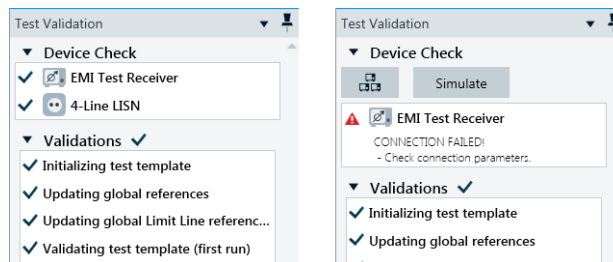 Test Validation
Device Check
EMI Test Receiver
4-Line LISN
Validations
Initializing test template
Updating global references
Updating global Limit Line referenc...
Validating test template (first run)
Test Validation
Device Check
Simulate
EMI Test Receiver
CONNECTION FAILED!
- Check connection parameters.
Validations
Initializing test template
Updating global references